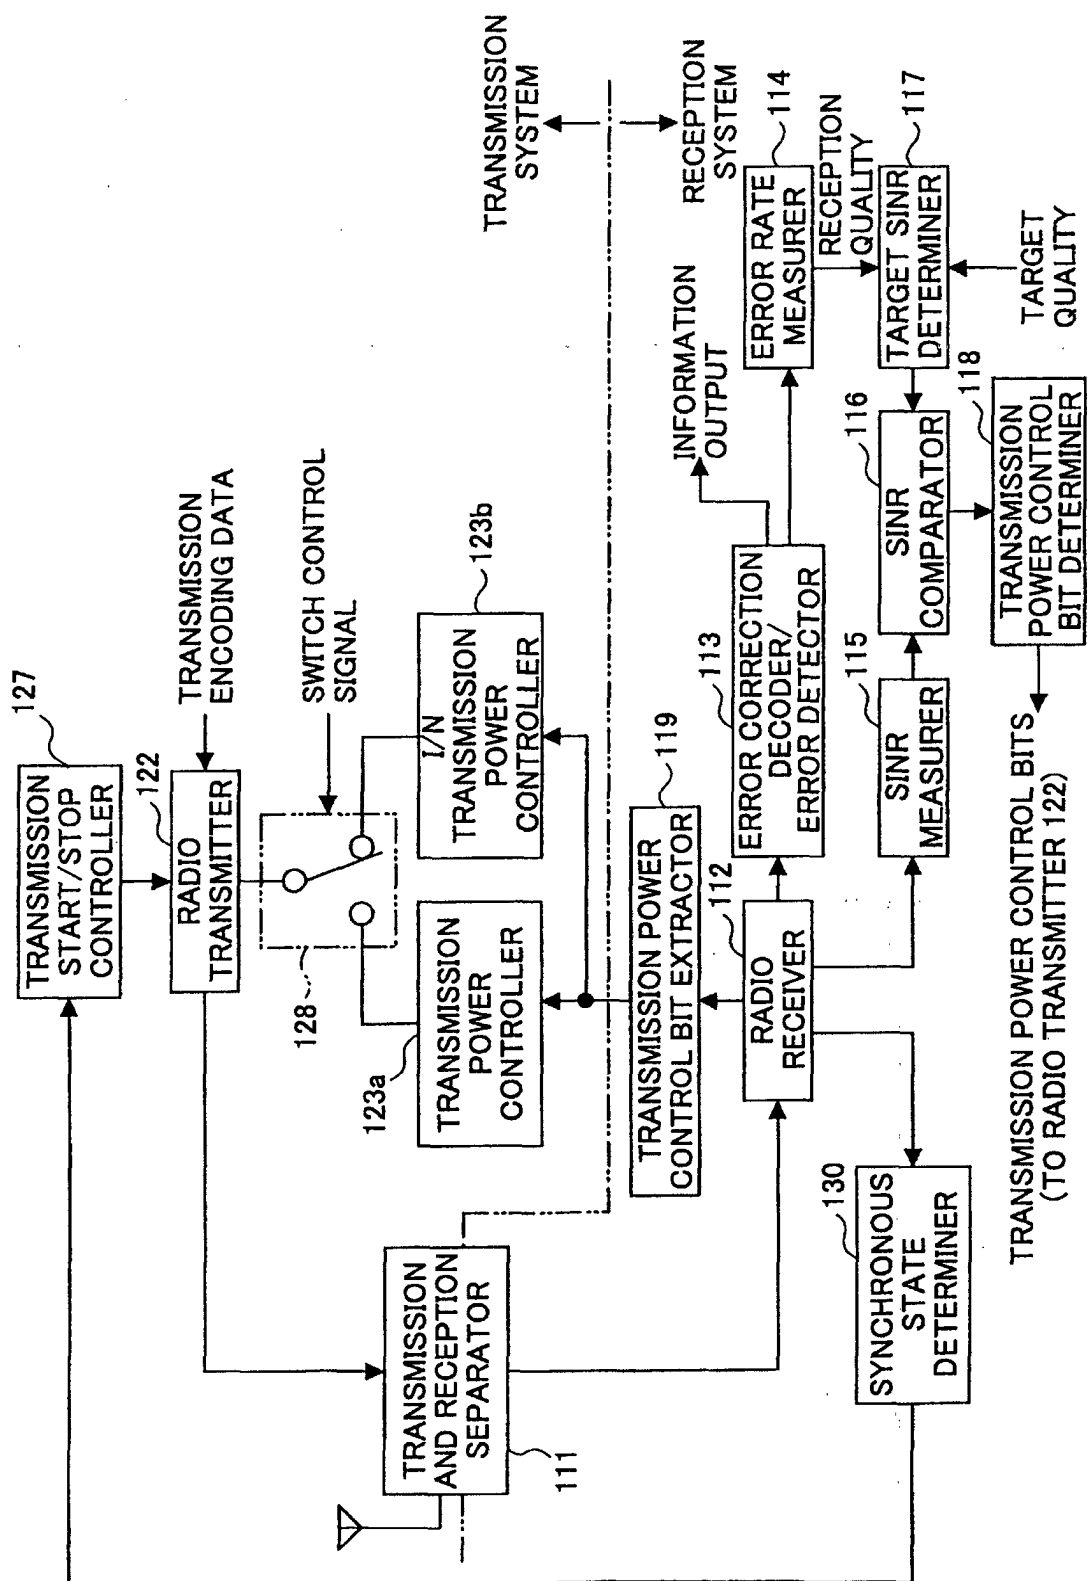 TRANSMISSION
START/STOP
CONTROLLER
127
RADIO
TRANSMITTER
122
TRANSMISSION
ENCODING DATA
SWITCH CONTROL
SIGNAL
128
TRANSMISSION
POWER
CONTROLLER
123a
I/N
TRANSMISSION
POWER
CONTROLLER
123b
TRANSMISSION
SYSTEM
RECEPTION
SYSTEM
TRANSMISSION
AND RECEPTION
SEPARATOR
111
TRANSMISSION POWER
CONTROL BIT EXTRACTOR
119
RADIO
RECEIVER
112
ERROR CORRECTION
DECODER/
ERROR DETECTOR
113
INFORMATION
OUTPUT
ERROR RATE
MEASURER
114
RECEPTION
QUALITY
TARGET SINR
DETERMINER
117
TARGET
QUALITY
SINR
COMPARATOR
116
SINR
MEASURER
115
TRANSMISSION
POWER CONTROL
BIT DETERMINER
118
TRANSMISSION POWER CONTROL BITS
(TO RADIO TRANSMITTER 122)
SYNCHRONOUS
STATE
DETERMINER
130